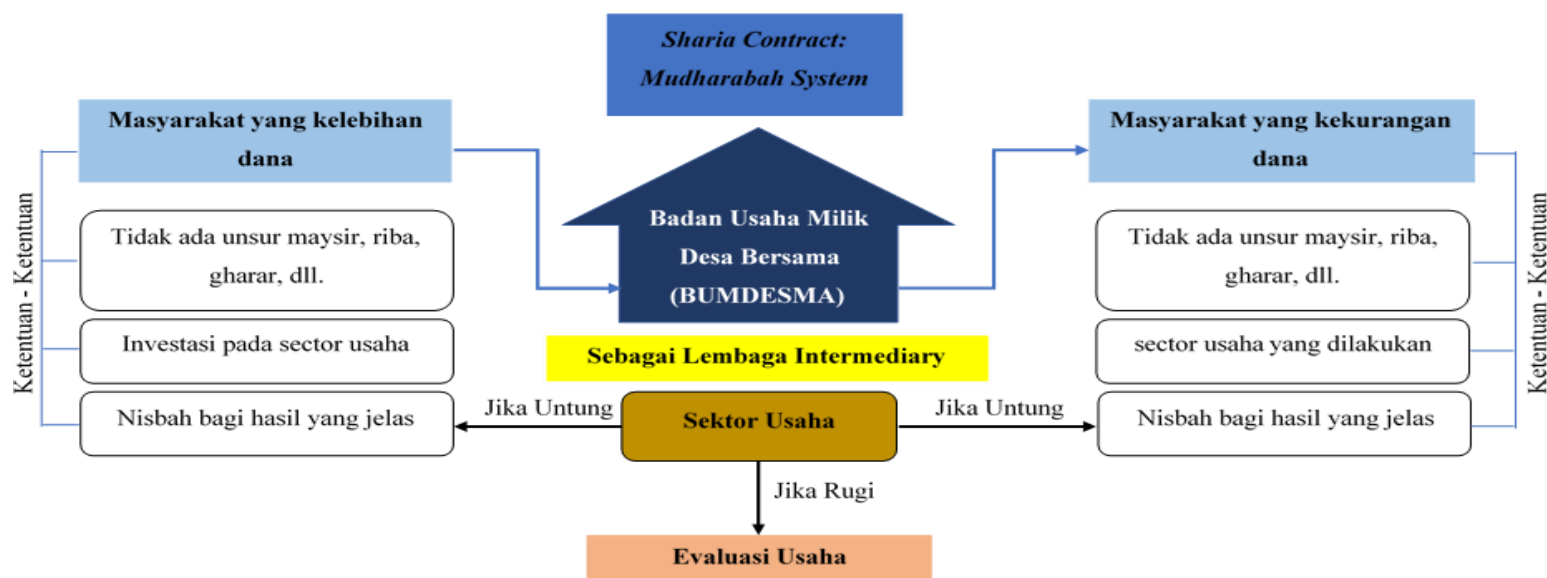 Sharia Contract:
Mudharabah System
Masyarakat yang kelebihan
dana
Ketentuan - Ketentuan
Tidak ada unsur maysir, riba,
gharar, dll.
Investasi pada sector usaha
Nisbah bagi hasil yang jelas
Badan Usaha Milik
Desa Bersama
(BUMDESMA)
Sebagai Lembaga Intermediary
Jika Untung
Sektor Usaha
Jika Untung
Jika Rugi
Evaluasi Usaha
Masyarakat yang kekurangan
dana
Tidak ada unsur maysir, riba,
gharar, dll.
sector usaha yang dilakukan
Nisbah bagi hasil yang jelas
Ketentuan - Ketentuan